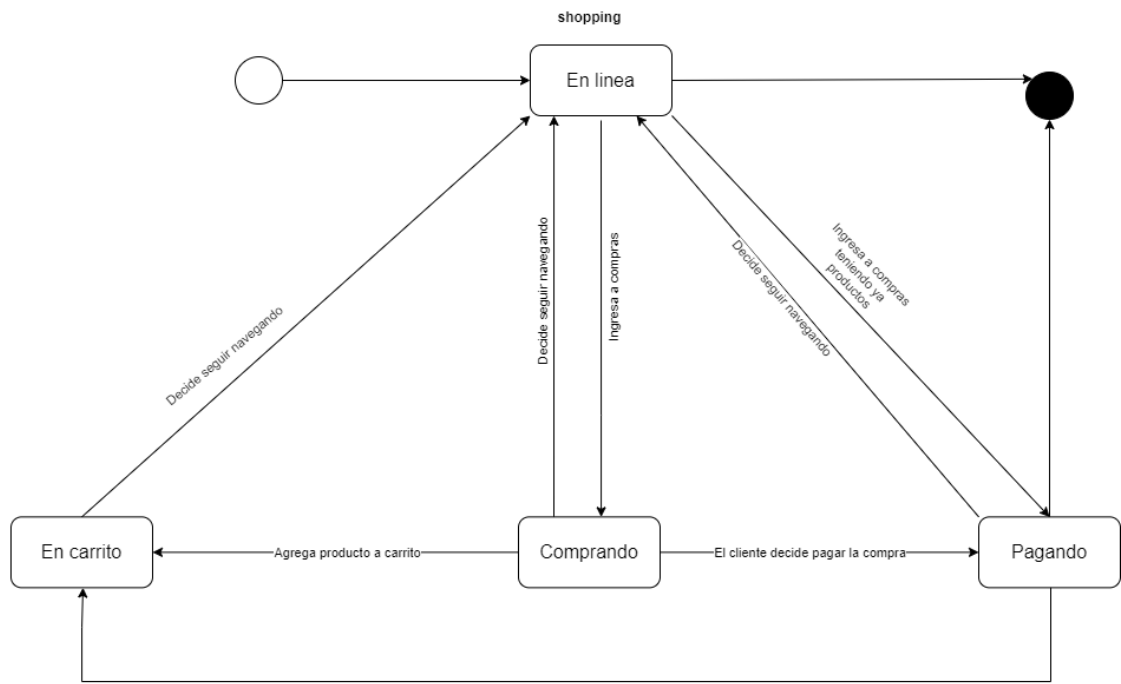 shopping
En linea
Decide seguir navegando
Decide seguir navegando
Ingresa a compras
Decide seguir navegando
Ingresa a compras
teniendo ya
productos
En carrito
Agrega producto a carrito
Comprando
El cliente decide pagar la compra
Pagando